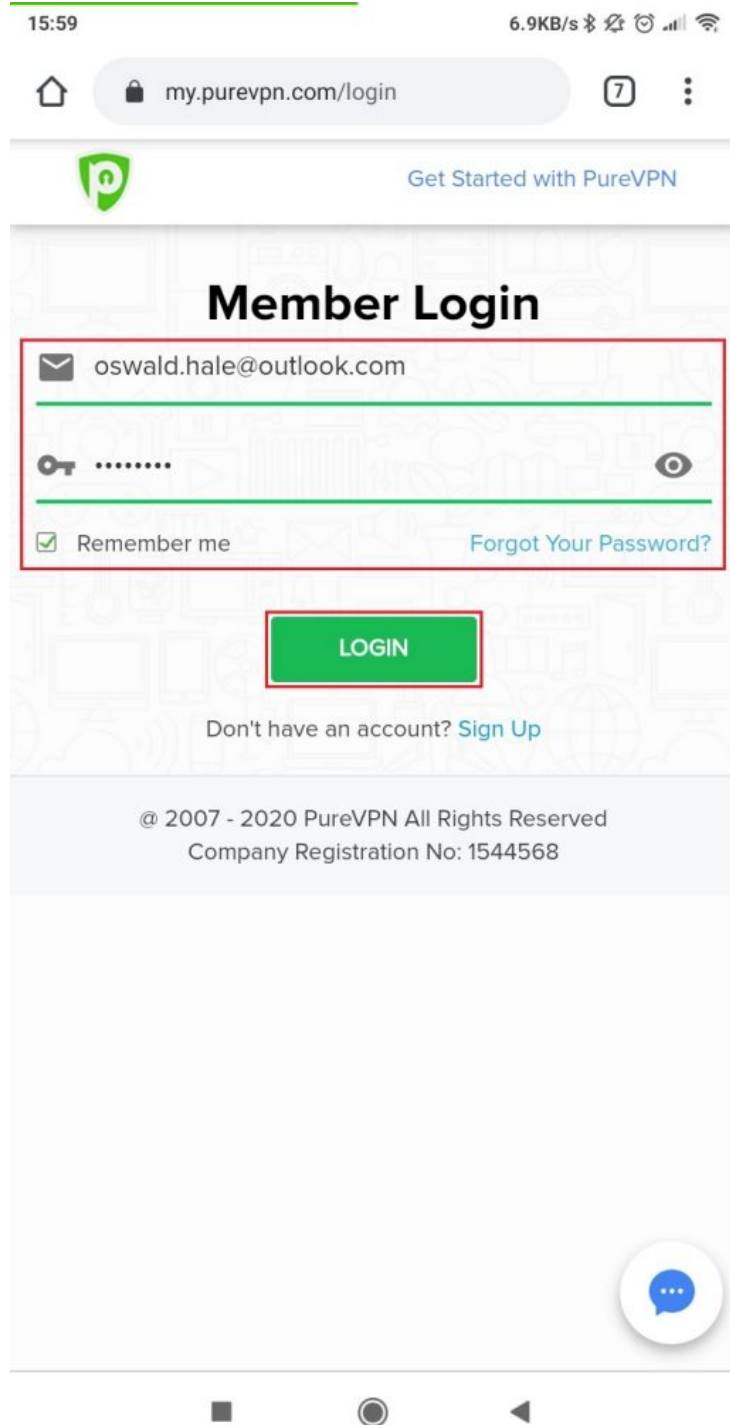 15:59 6.9KB/s
my.purevpn.com/login 7
Get Started with PureVPN
Member Login
oswald.hale@outlook.com
••••••••
Remember me Forgot Your Password?
LOGIN
Don't have an account? Sign Up
@ 2007 - 2020 PureVPN All Rights Reserved
Company Registration No: 1544568